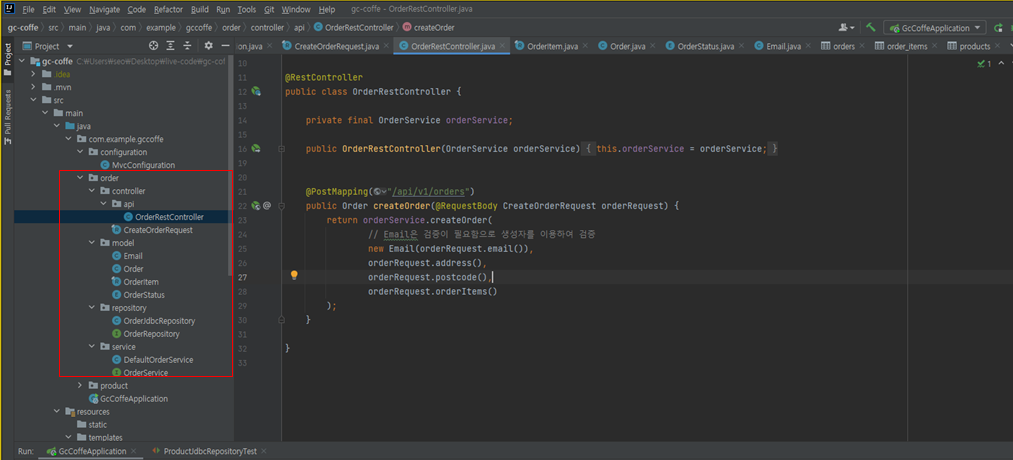 File Edit View Navigate Code Refactor Build Run Tools Git Window Help gc-coffe - OrderRestController.java
gc-coffe › src › main › java › com › example › gccoffe › order › controller › api › OrderRestController › createOrder GcCoffeApplication
Project
on.java CreateOrderRequest.java OrderRestController.java OrderItem.java Order.java OrderStatus.java Email.java orders order_items products
Project
Pull Requests
gc-coffe C:₩Users₩seo₩Desktop₩live-code₩gc-cof
.idea
.mvn
src
main
java
com.example.gccoffe
configuration
MvcConfiguration
order
controller
api
OrderRestController
CreateOrderRequest
model
Email
Order
OrderItem
OrderStatus
repository
OrderJdbcRepository
OrderRepository
service
DefaultOrderService
OrderService
product
GcCoffeApplication
resources
static
templates
1
10
11 @RestController
12 public class OrderRestController {
13
14 private final OrderService orderService;
15
16 public OrderRestController(OrderService orderService) { this.orderService = orderService; }
19
20
21 @PostMapping("/api/v1/orders")
22 public Order createOrder(@RequestBody CreateOrderRequest orderRequest) {
23 return orderService.createOrder(
24 // Email은 검증이 필요함으로 생성자를 이용하여 검증
25 new Email(orderRequest.email()),
26 orderRequest.address(),
27 orderRequest.postcode(),
28 orderRequest.orderItems()
29 );
30 }
31
32 }
33
Run: GcCoffeApplication ProductUdbcRepositoryTest